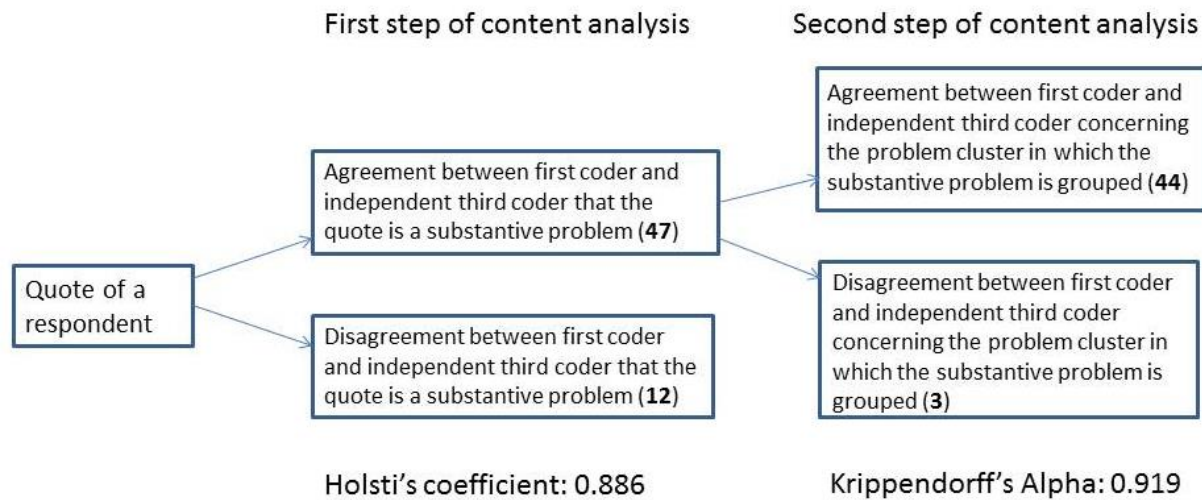 First step of content analysis
Second step of content analysis
Quote of a
respondent
Agreement between first coder and
independent third coder that the
quote is a substantive problem (47)
Disagreement between first coder
and independent third coder that the
quote is a substantive problem (12)
Agreement between first coder and
independent third coder concerning
the problem cluster in which the
substantive problem is grouped (44)
Disagreement between first coder
and independent third coder
concerning the problem cluster in
which the substantive problem is
grouped (3)
Holsti’s coefficient: 0.886
Krippendorff’s Alpha: 0.919